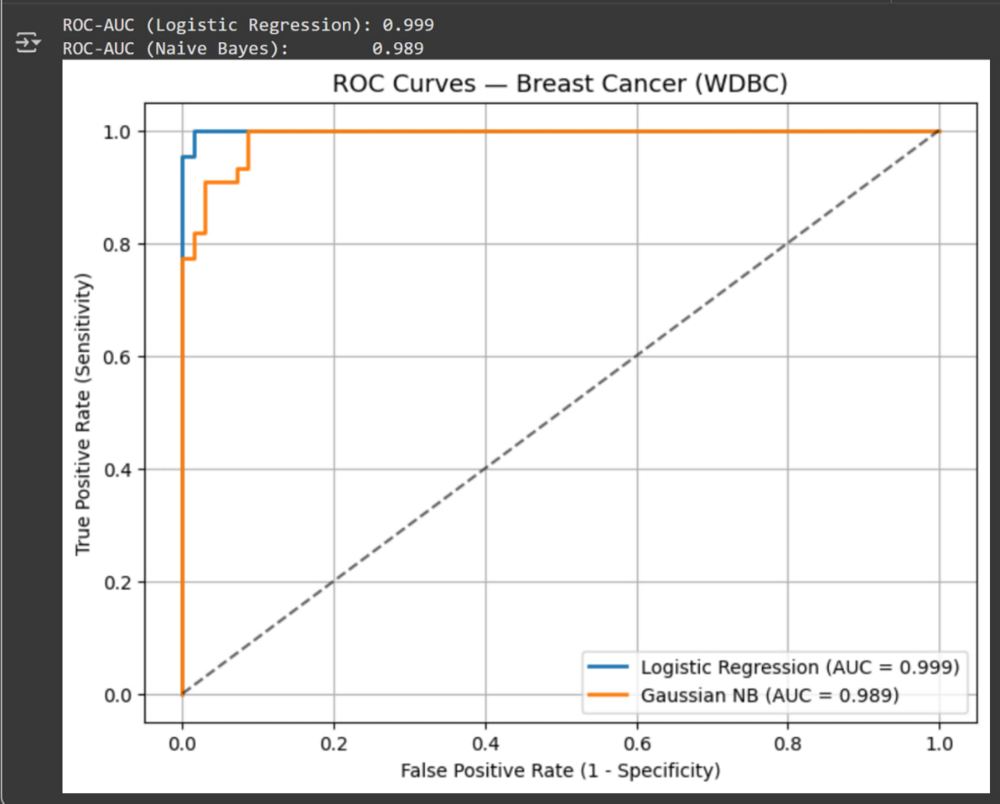 ROC-AUC (Logistic Regression): 0.999
ROC-AUC (Naive Bayes):         0.989
ROC Curves — Breast Cancer (WDBC)
1.0
0.8
0.6
0.4
0.2
0.0
True Positive Rate (Sensitivity)
Logistic Regression (AUC = 0.999)
Gaussian NB (AUC = 0.989)
0.0 0.2 0.4 0.6 0.8 1.0
False Positive Rate (1 - Specificity)